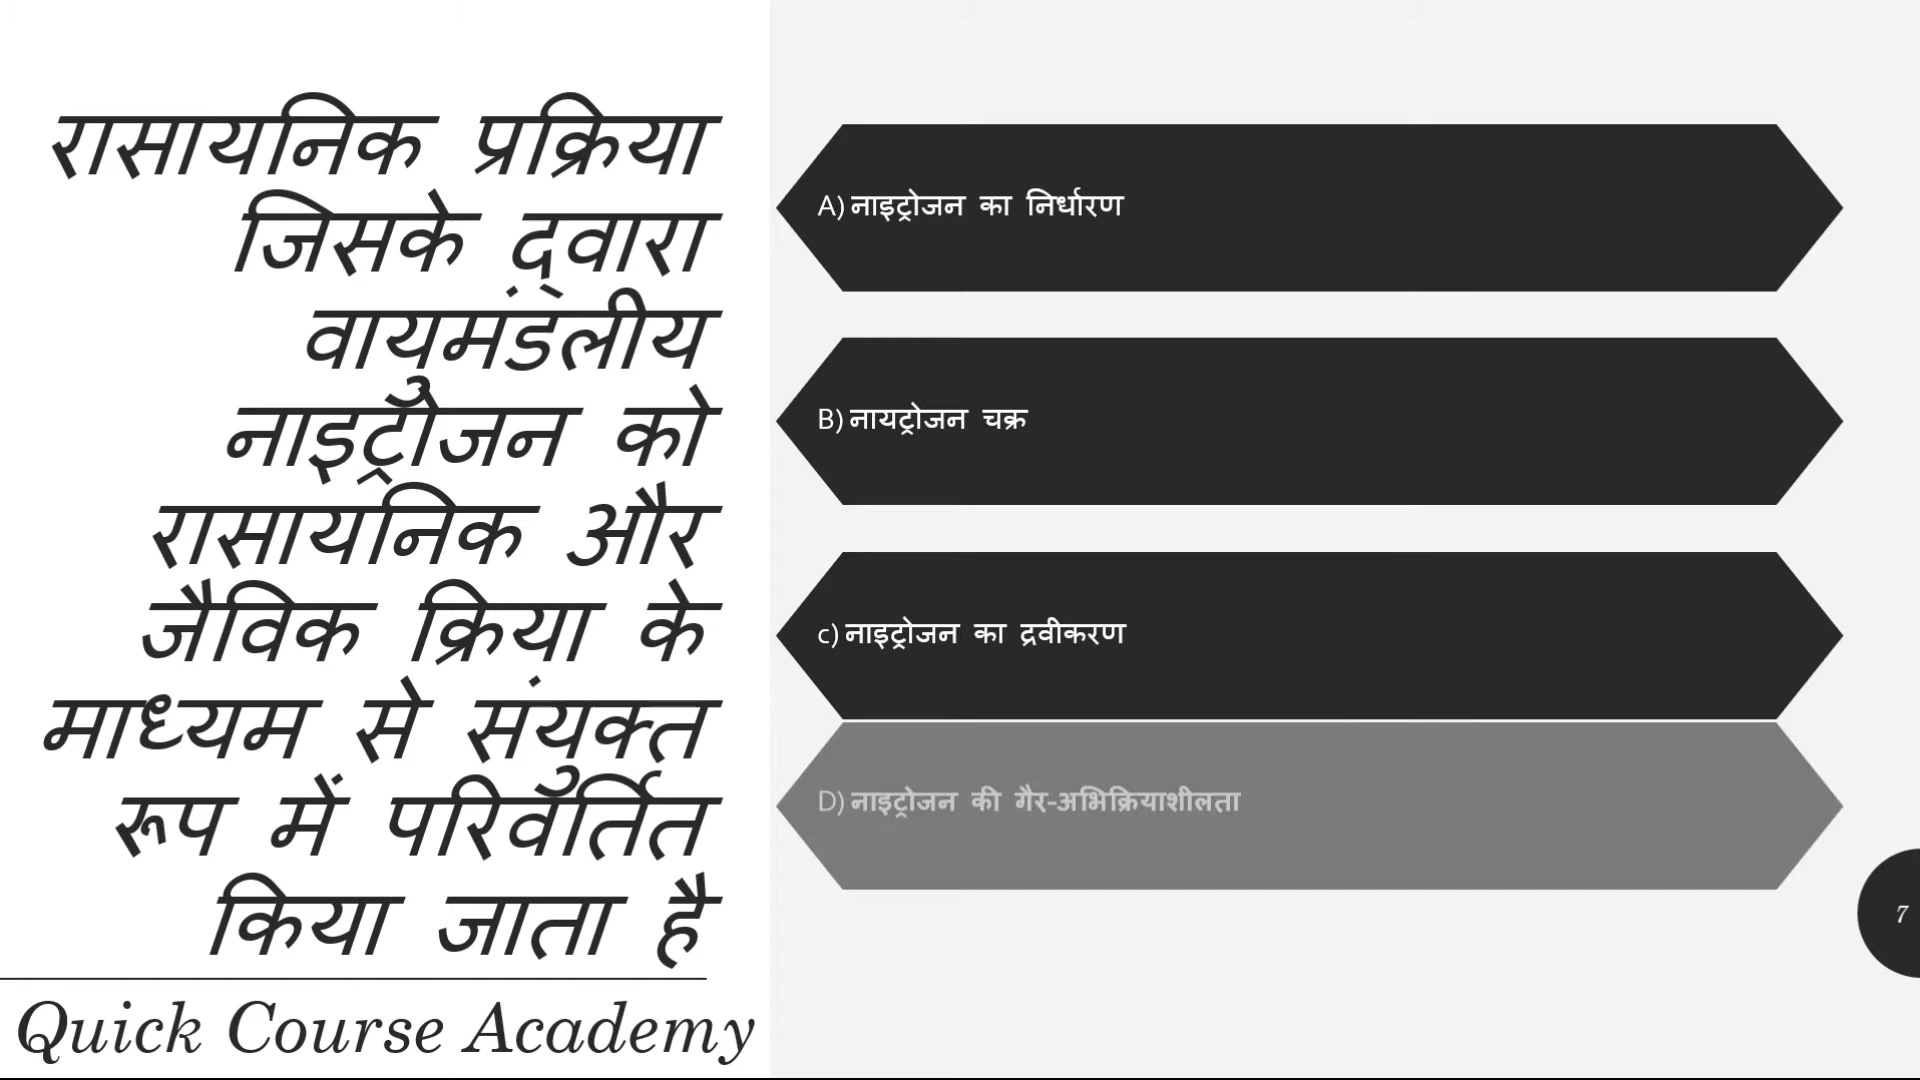 रासायनिक प्रक्रिया
जिसके द्वारा
वायुमंडलीय
नाइट्रोजन को
रासायनिक और
जैविक क्रिया के
माध्यम से संयुक्त
रूप में परिवर्तित
किया जाता है
Quick Course Academy
A) नाइट्रोजन का निर्धारण
B) नायट्रोजन चक्र
c) नाइट्रोजन का द्रवीकरण
D) नाइट्रोजन की गैर-अभिक्रियाशीलता
7